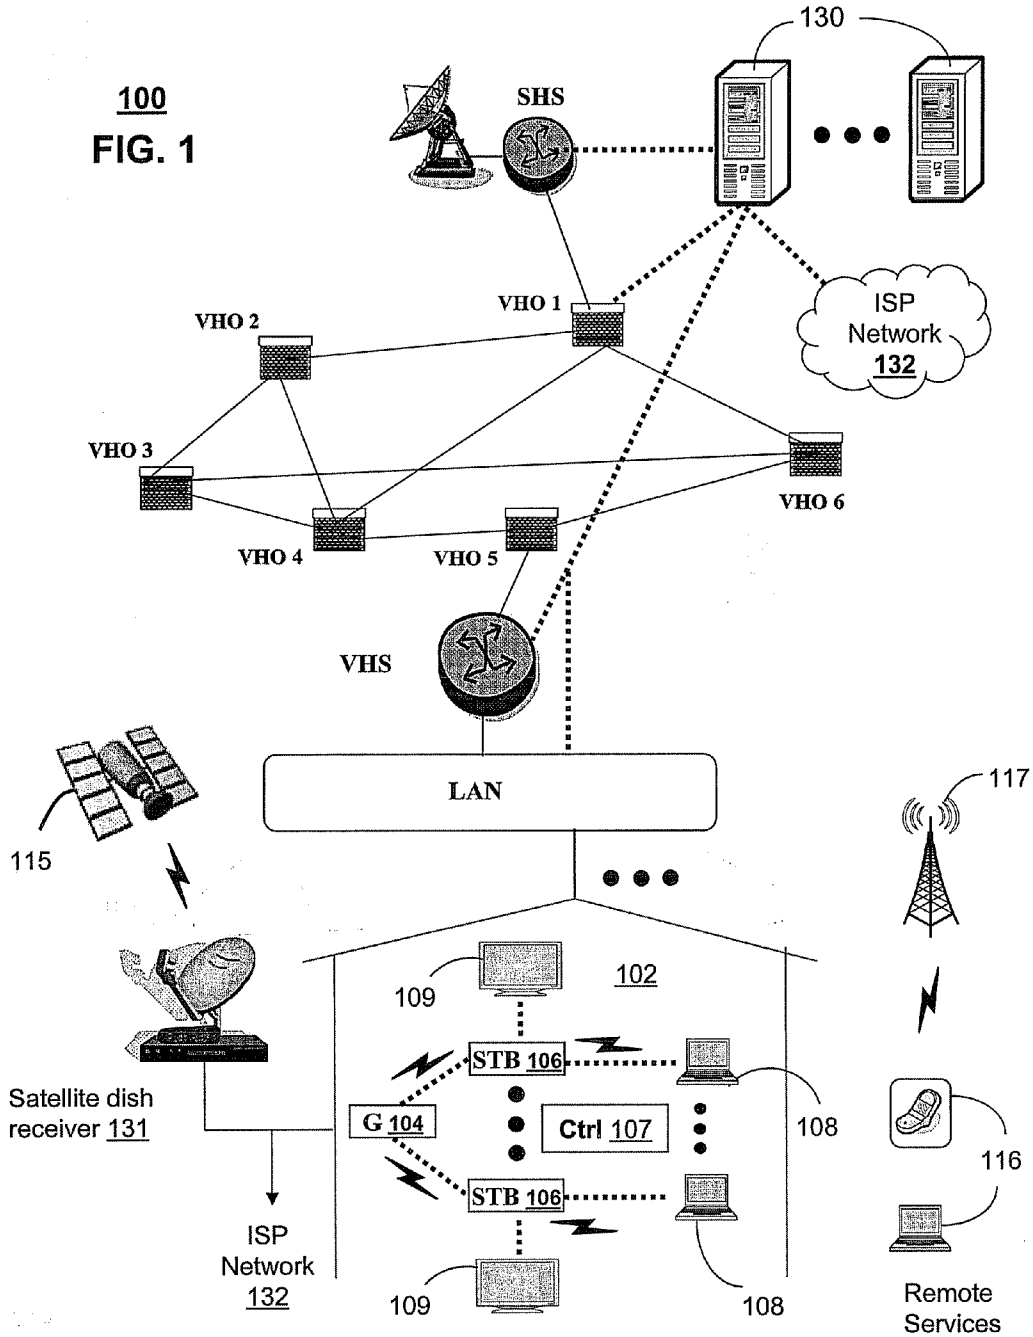 130
100
FIG. 1
SHS
ISP
Network
132
VHO 1
VHO 2
VHO 3
VHO 6
VHO 4
VHO 5
VHS
LAN
115
117
109
102
STB 106
G 104
Ctrl 107
108
Satellite dish
receiver 131
116
STB 106
ISP
Network
132
109
108
Remote
Services